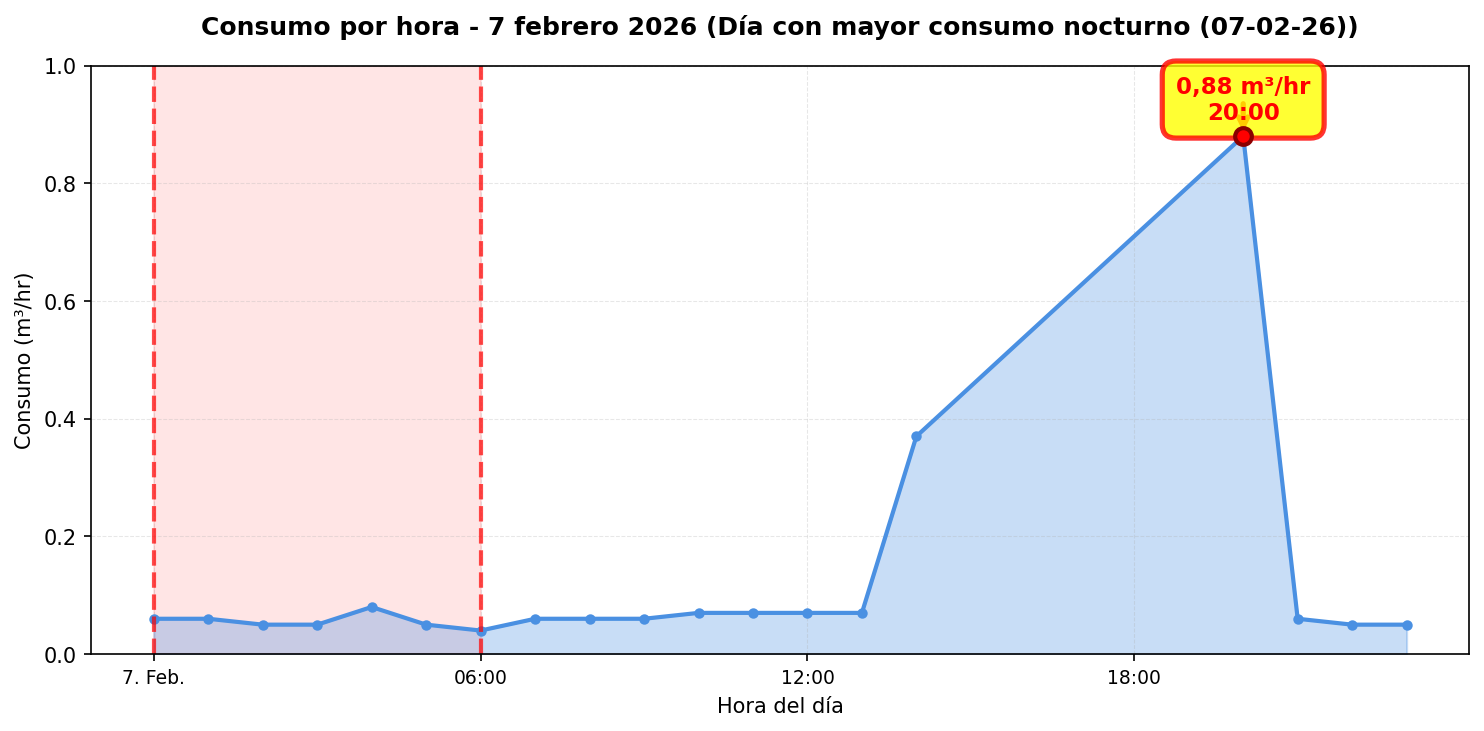 Consumo por hora - 7 febrero 2026 (Día con mayor consumo nocturno (07-02-26))
0,88 m³/hr
20:00
Consumo (m³/hr)
1.0
0.8
0.6
0.4
0.2
0.0
7. Feb.
06:00
12:00
18:00
Hora del día